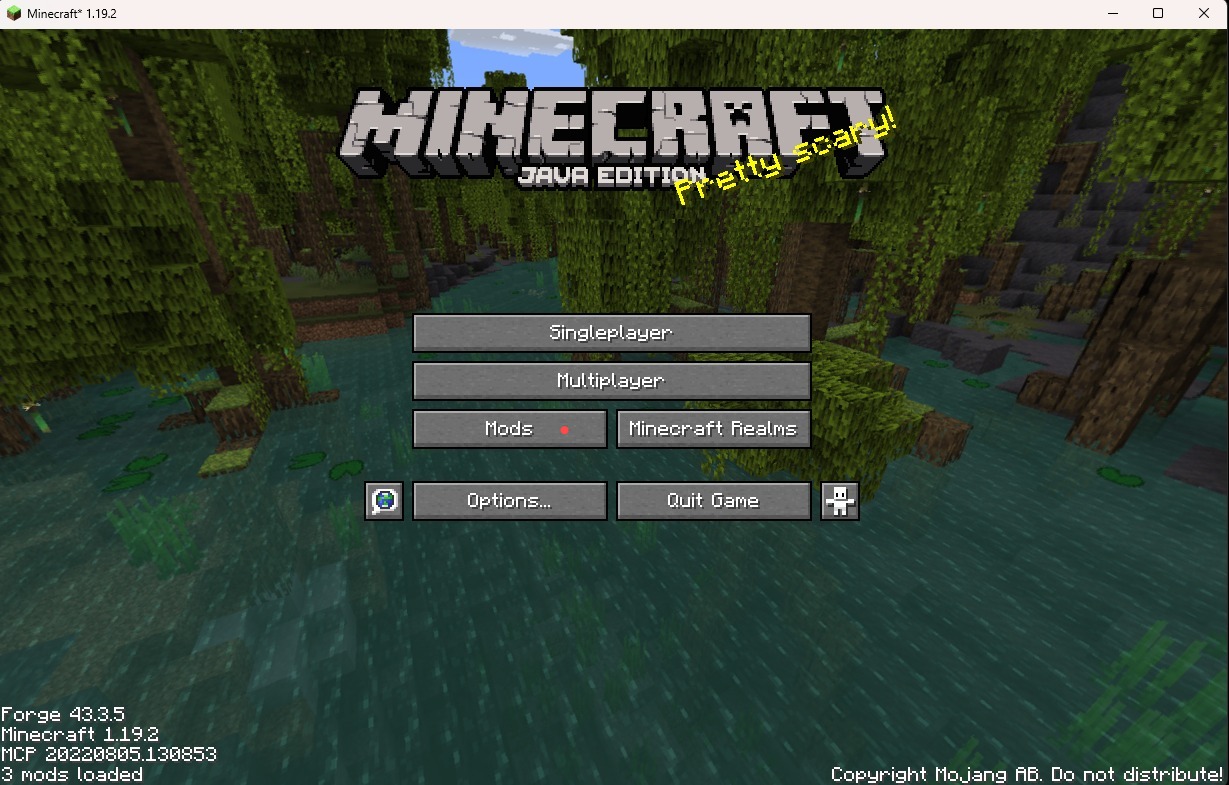 Minecraft* 1.19.2
MINECRAFT
JAVA EDITION
Pretty scary!
Singleplayer
Multiplayer
Mods
Minecraft Realms
Options...
Quit Game
Forge 43.3.5
Minecraft 1.19.2
MCP 20220805.130853
3 mods loaded
Copyright Mojang AB. Do not distribute!